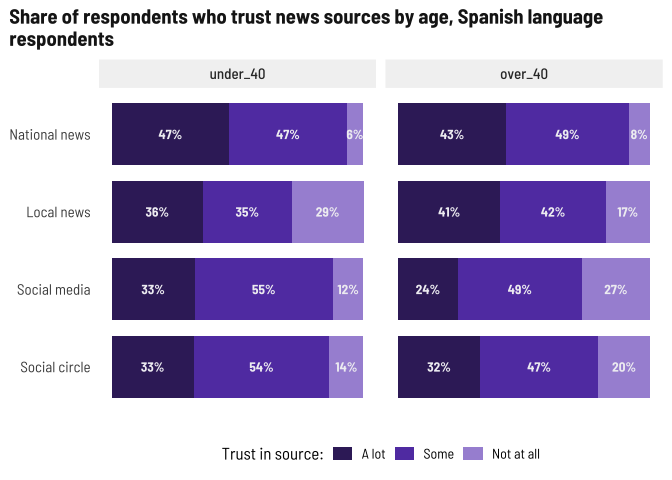 Share of respondents who trust news sources by age, Spanish language
respondents
under_40
over_40
National news
47%
47%
6%
43%
49%
8%
Local news
36%
35%
29%
41%
42%
17%
Social media
33%
55%
12%
24%
49%
27%
Social circle
33%
54%
14%
32%
47%
20%
Trust in source:
A lot
Some
Not at all